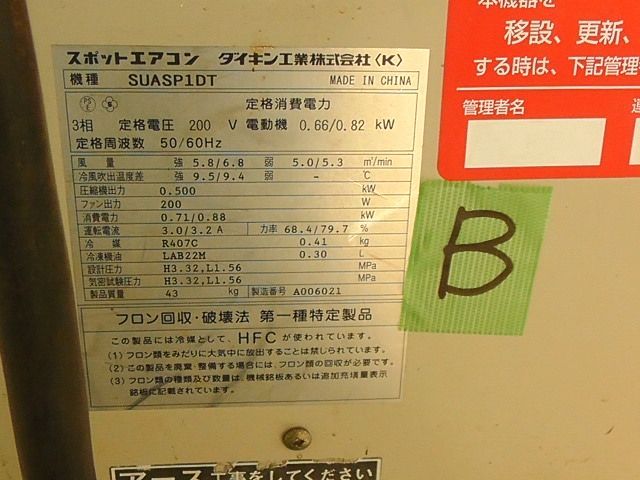 スポットエアコン ダイキン工業株式会社〈K〉
機種 SUASP1DT MADE IN CHINA
PS E
定格消費電力
3相 定格電圧 200 V 電動機 0.66/0.82 kW
定格周波数 50/60Hz
風量 強 5.8/6.8 弱 5.0/5.3 m³/min
冷風吹出温度差 強 9.5/9.4 弱 - ℃
圧縮機出力 0.500 kW
ファン出力 200 W
消費電力 0.71/0.88 kW
運転電流 3.0/3.2 A 力率 68.4/79.7 %
冷媒 R407C 0.41 kg
冷凍機油 LAB22M 0.30 L
設計圧力 H3.32,L1.56 MPa
気密試験圧力 H3.32,L1.56 MPa
製品質量 43 kg 製造番号 A006021
フロン回収・破壊法 第一種特定製品
この製品には冷媒として、HFCが使われています。
(1) フロン類をみだりに大気中に放出することは禁じられています。
(2) この製品を廃棄・整備する場合には、フロン類の回収が必要です。
(3) フロン類の種類及び数量は、機械銘板あるいは追加充填量表示
銘板に記載されています。
アース工事をしてください
本機器を
移設、更新、
する時は、下記管理
管理者名
B